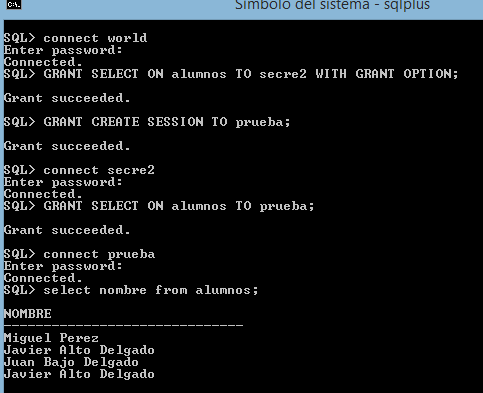 C:\.
Símbolo del sistema - sqlplus
SQL> connect world
Enter password:
Connected.
SQL> GRANT SELECT ON alumnos TO secre2 WITH GRANT OPTION;
Grant succeeded.
SQL> GRANT CREATE SESSION TO prueba;
Grant succeeded.
SQL> connect secre2
Enter password:
Connected.
SQL> GRANT SELECT ON alumnos TO prueba;
Grant succeeded.
SQL> connect prueba
Enter password:
Connected.
SQL> select nombre from alumnos;
NOMBRE
------------------------------
Miguel Perez
Javier Alto Delgado
Juan Bajo Delgado
Javier Alto Delgado